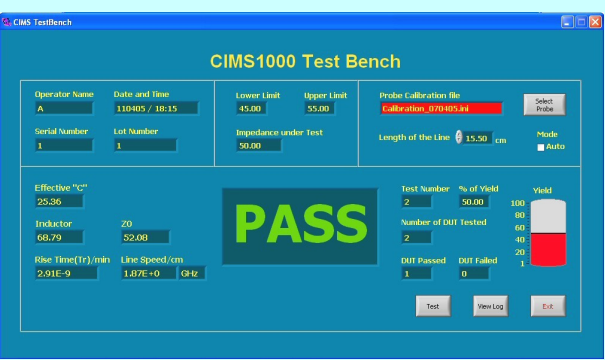 CIMS TestBench
CIMS1000 Test Bench
Operator Name Date and Time
A 110405 / 18:15
Serial Number Lot Number
1 1
Lower Limit Upper Limit
45.00 55.00
Impedance under Test
50.00
Probe Calibration file
Calibration_070405.ini
Select
Probe
Length of the Line 15.50 cm
Mode
Auto
Effective "C"
25.36
Inductor Z0
68.79 52.08
Rise Time(Tr)/min Line Speed/cm
2.91E-9 1.87E+0 GHz
PASS
Test Number % of Yield
2 50.00
Number of DUT Tested
2
DUT Passed DUT Failed
1 0
Yield
100
80
60
40
20
1
Test View Log Exit